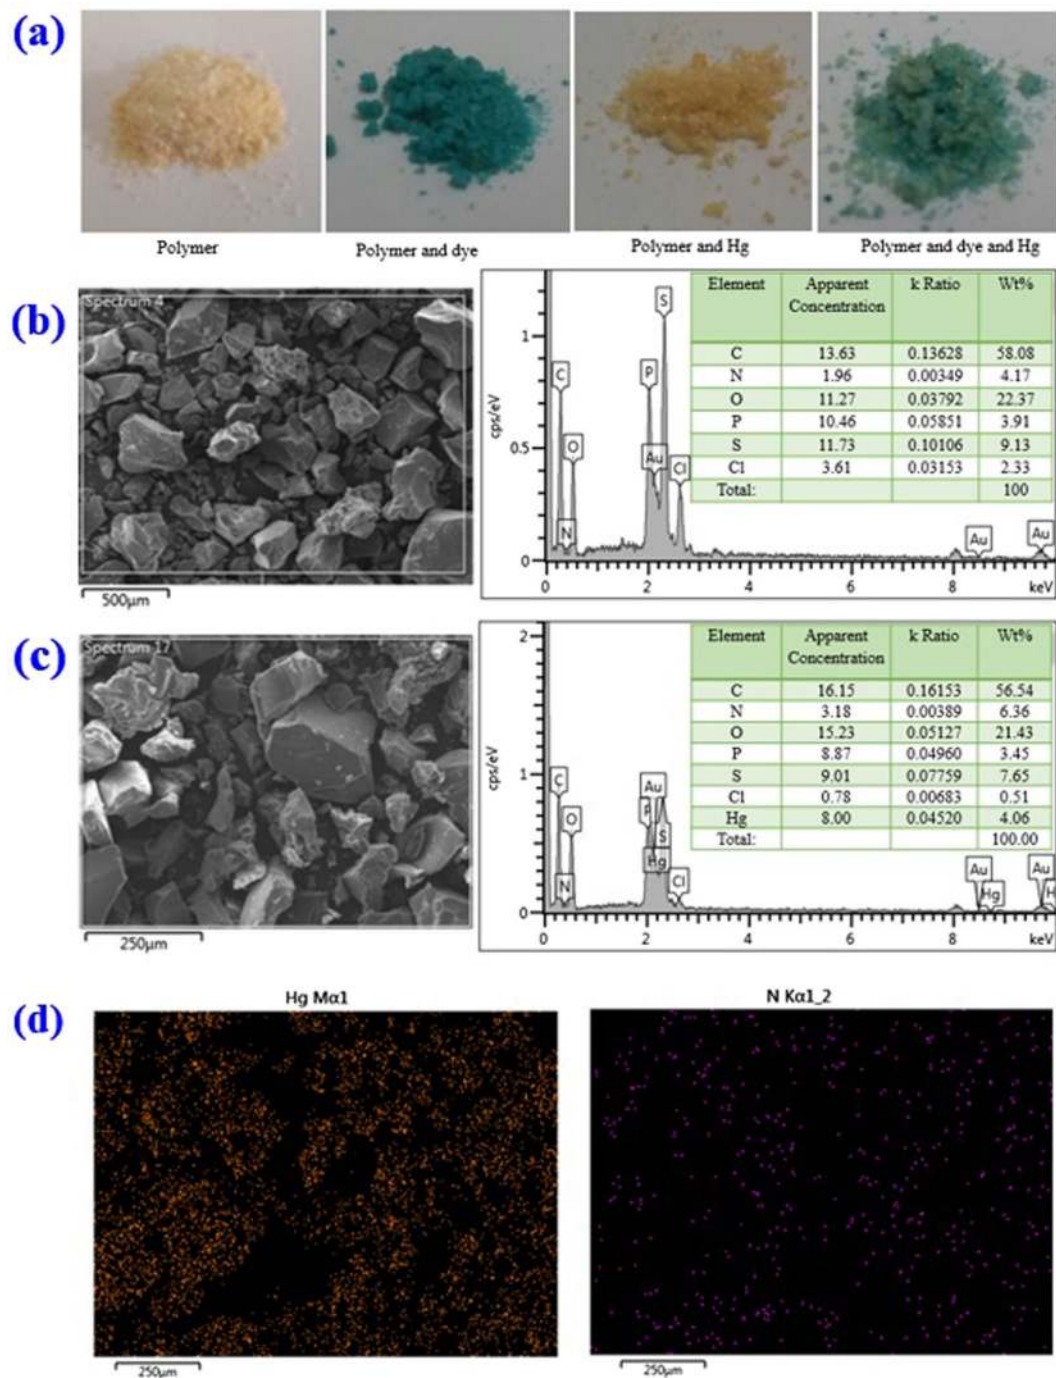 (a)
Polymer
Polymer and dye
Polymer and Hg
Polymer and dye and Hg
(b)
Spectrum 4
500µm
cps/eV
1
0.5
0
C
O
N
P
S
Au
Cl
Au
Au
0 2 4 6 8 keV
Element Apparent Concentration k Ratio Wt%
C 13.63 0.13628 58.08
N 1.96 0.00349 4.17
O 11.27 0.03792 22.37
P 10.46 0.05851 3.91
S 11.73 0.10106 9.13
Cl 3.61 0.03153 2.33
Total: 100
(c)
Spectrum 17
250µm
cps/eV
2
1
0
C
O
N
Au
P
S
Hg
Cl
Au
Hg
Au
H
0 2 4 6 8 keV
Element Apparent Concentration k Ratio Wt%
C 16.15 0.16153 56.54
N 3.18 0.00389 6.36
O 15.23 0.05127 21.43
P 8.87 0.04960 3.45
S 9.01 0.07759 7.65
Cl 0.78 0.00683 0.51
Hg 8.00 0.04520 4.06
Total: 100.00
(d)
Hg Mα1
250µm
N Kα1_2
250µm